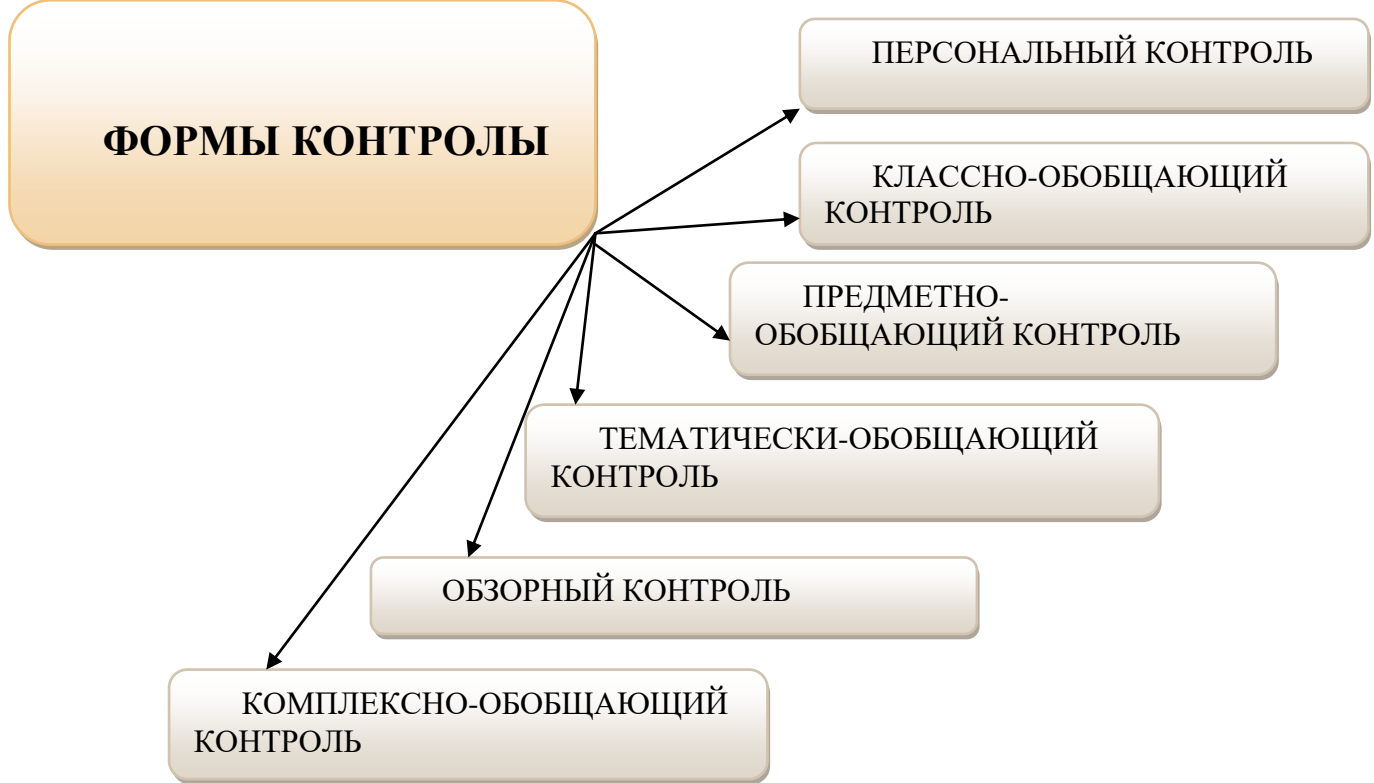 ФОРМЫ КОНТРОЛЫ
ПЕРСОНАЛЬНЫЙ КОНТРОЛЬ
КЛАССНО-ОБОБЩАЮЩИЙ
КОНТРОЛЬ
ПРЕДМЕТНО-
ОБОБЩАЮЩИЙ КОНТРОЛЬ
ТЕМАТИЧЕСКИ-ОБОБЩАЮЩИЙ
КОНТРОЛЬ
ОБЗОРНЫЙ КОНТРОЛЬ
КОМПЛЕКСНО-ОБОБЩАЮЩИЙ
КОНТРОЛЬ